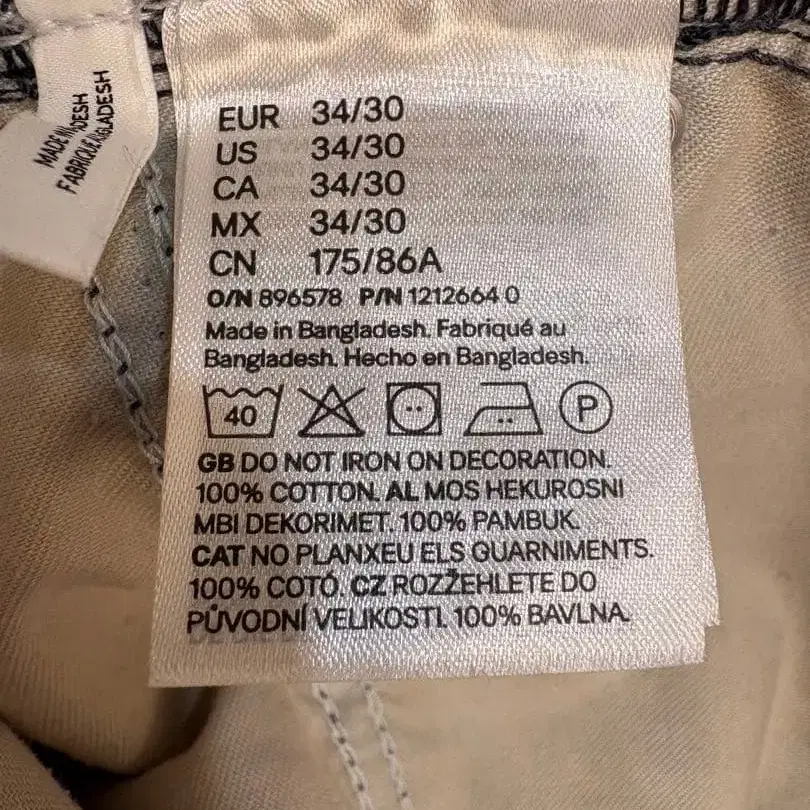 MADE IN
FABRIQUÉ
EUR 34/30
US 34/30
CA 34/30
MX 34/30
CN 175/86A
O/N 896578 P/N 1212664 0
Made in Bangladesh. Fabriqué au
Bangladesh. Hecho en Bangladesh.
40 P
GB DO NOT IRON ON DECORATION.
100% COTTON. AL MOS HEKUROSNI
MBI DEKORIMET. 100% PAMBUK.
CAT NO PLANXEU ELS GUARNIMENTS.
100% COTÓ. CZ ROZŽEHLETE DO
PŮVODNÍ VELIKOSTI. 100% BAVLNA.